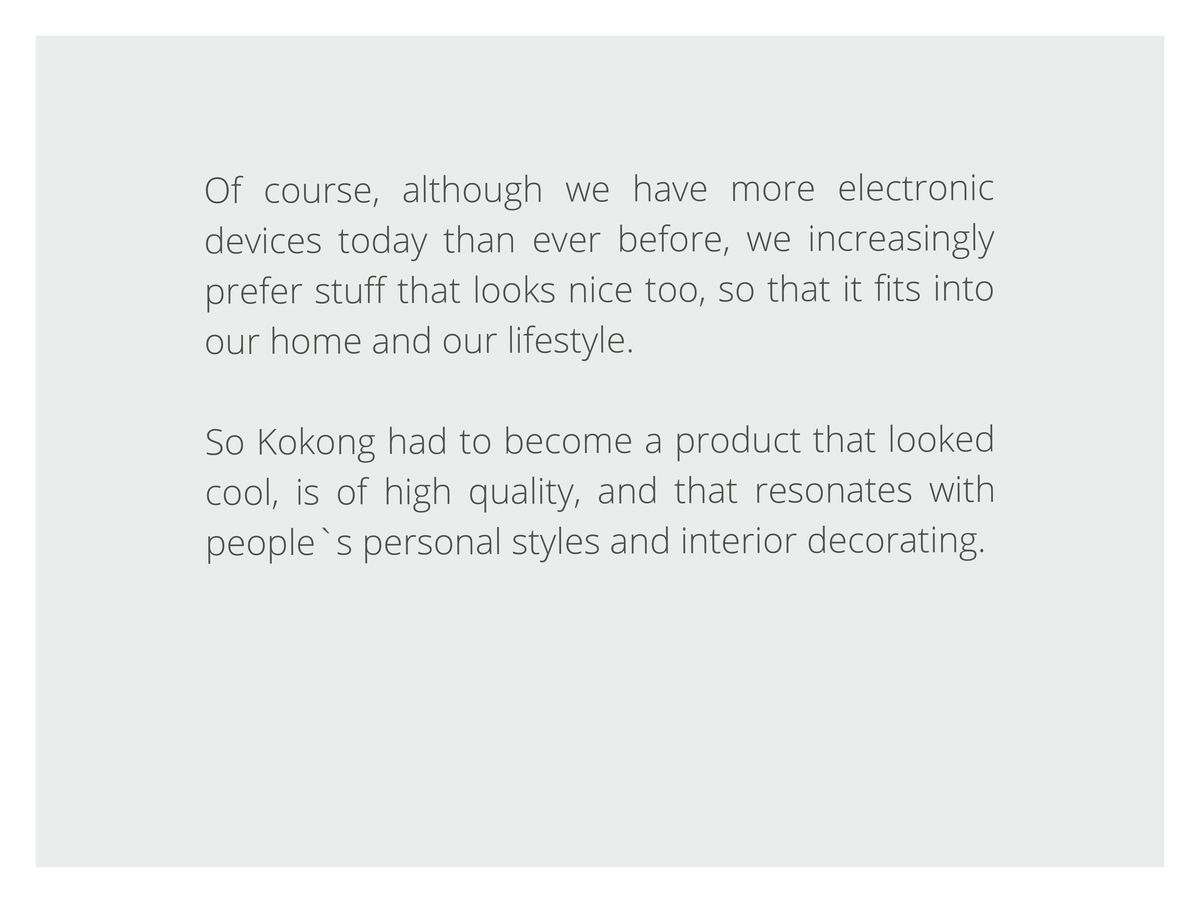 Of course, although we have more electronic
devices today than ever before, we increasingly
prefer stuff that looks nice too, so that it fits into
our home and our lifestyle.
So Kokong had to become a product that looked
cool, is of high quality, and that resonates with
people`s personal styles and interior decorating.